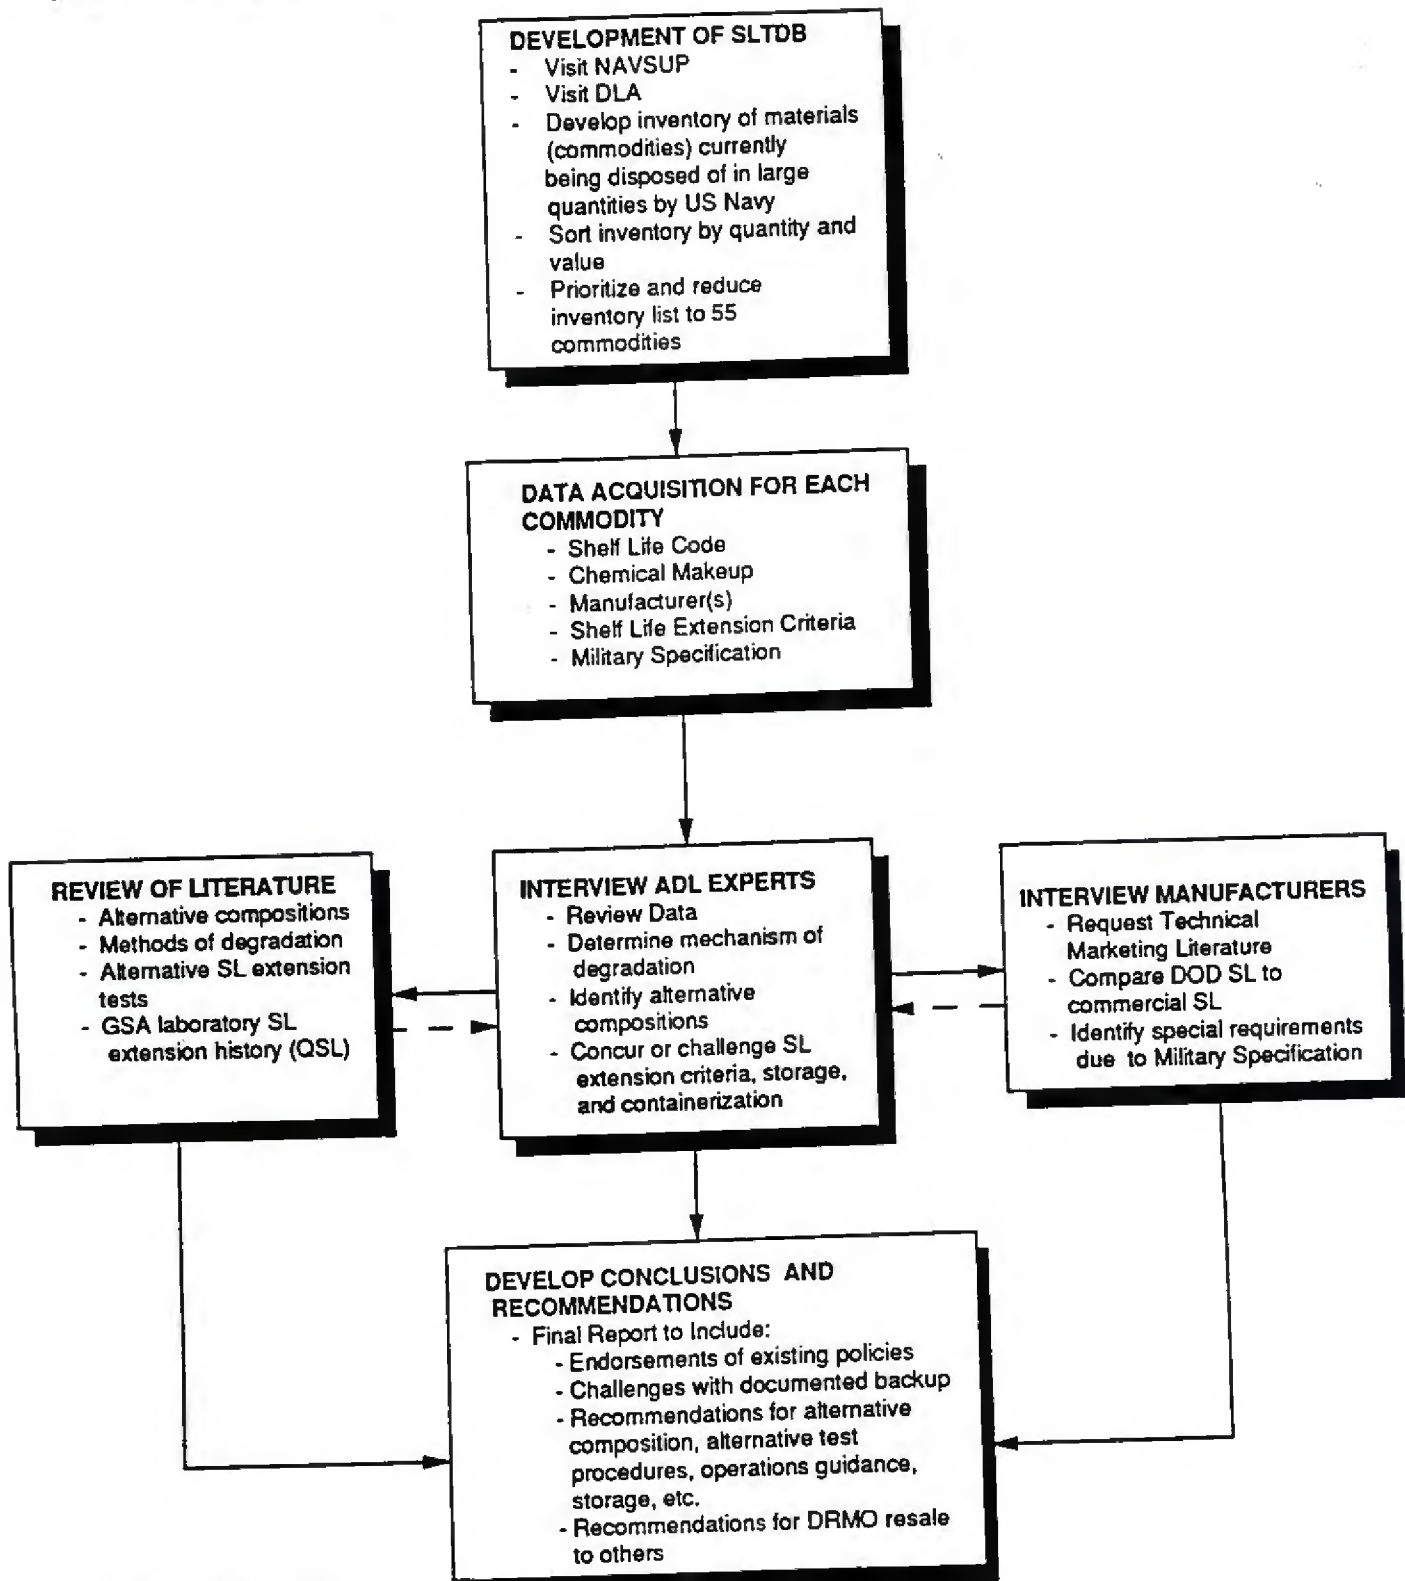 DEVELOPMENT OF SLTDB
- Visit NAVSUP
- Visit DLA
- Develop inventory of materials
(commodities) currently
being disposed of in large
quantities by US Navy
- Sort inventory by quantity and
value
- Prioritize and reduce
inventory list to 55
commodities
DATA ACQUISITION FOR EACH
COMMODITY
- Shelf Life Code
- Chemical Makeup
- Manufacturer(s)
- Shelf Life Extension Criteria
- Military Specification
REVIEW OF LITERATURE
- Alternative compositions
- Methods of degradation
- Alternative SL extension
tests
- GSA laboratory SL
extension history (QSL)
INTERVIEW ADL EXPERTS
- Review Data
- Determine mechanism of
degradation
- Identify alternative
compositions
- Concur or challenge SL
extension criteria, storage,
and containerization
INTERVIEW MANUFACTURERS
- Request Technical
Marketing Literature
- Compare DOD SL to
commercial SL
- Identify special requirements
due to Military Specification
DEVELOP CONCLUSIONS AND
RECOMMENDATIONS
- Final Report to Include:
- Endorsements of existing policies
- Challenges with documented backup
- Recommendations for alternative
composition, alternative test
procedures, operations guidance,
storage, etc.
- Recommendations for DRMO resale
to others